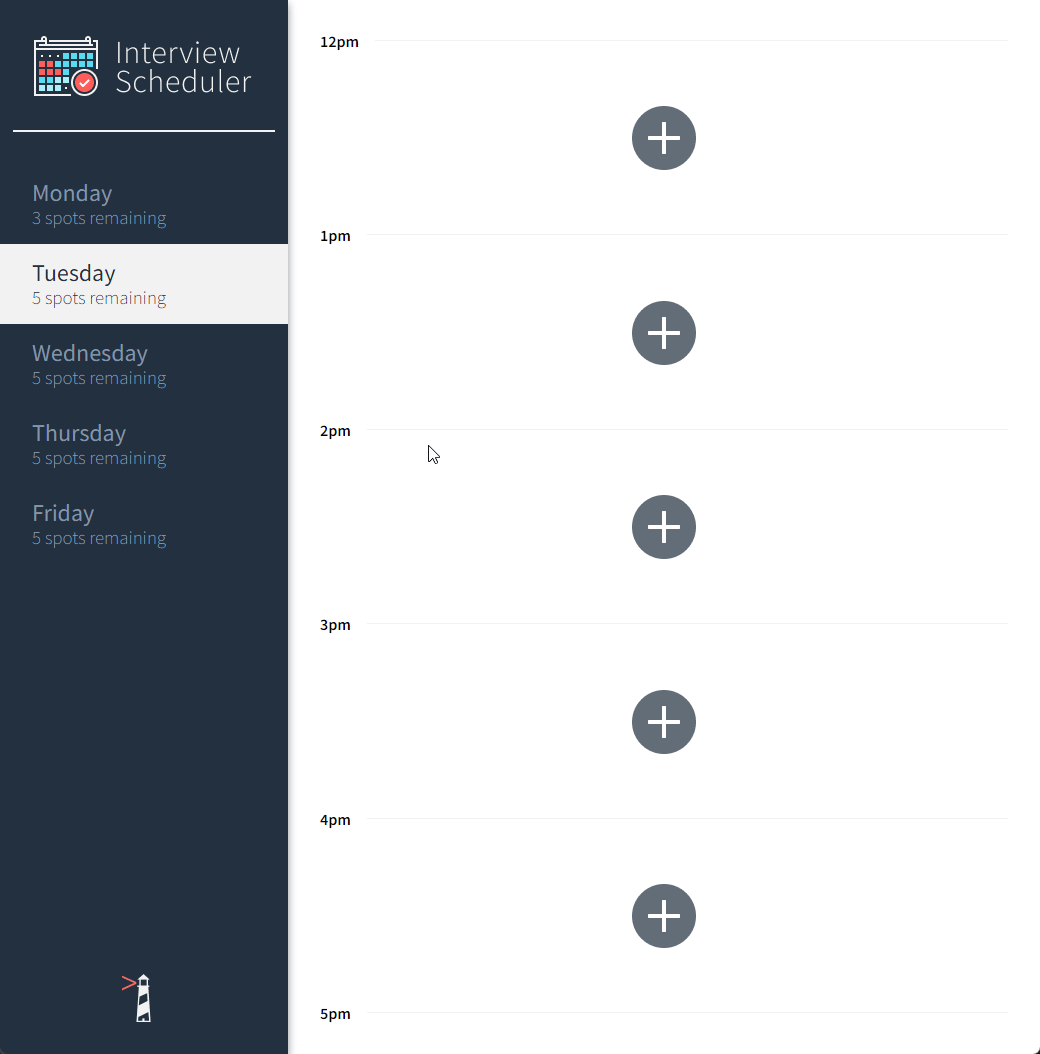 Interview
Scheduler
Monday
3 spots remaining
Tuesday
5 spots remaining
Wednesday
5 spots remaining
Thursday
5 spots remaining
Friday
5 spots remaining
12pm
1pm
2pm
3pm
4pm
5pm